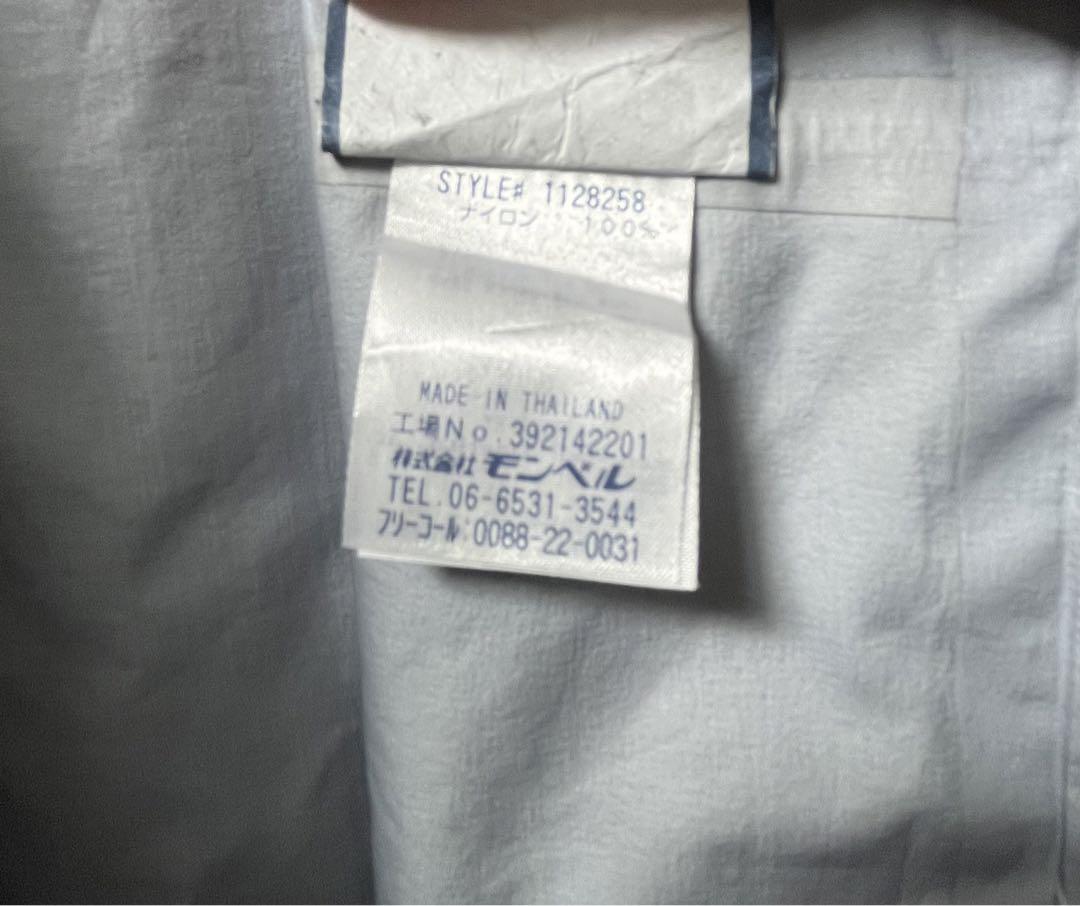 STYLE# 1128258
ナイロン 100%
MADE IN THAILAND
工場No.392142201
株式会社 モンベル
TEL.06-6531-3544
フリーコール:0088-22-0031